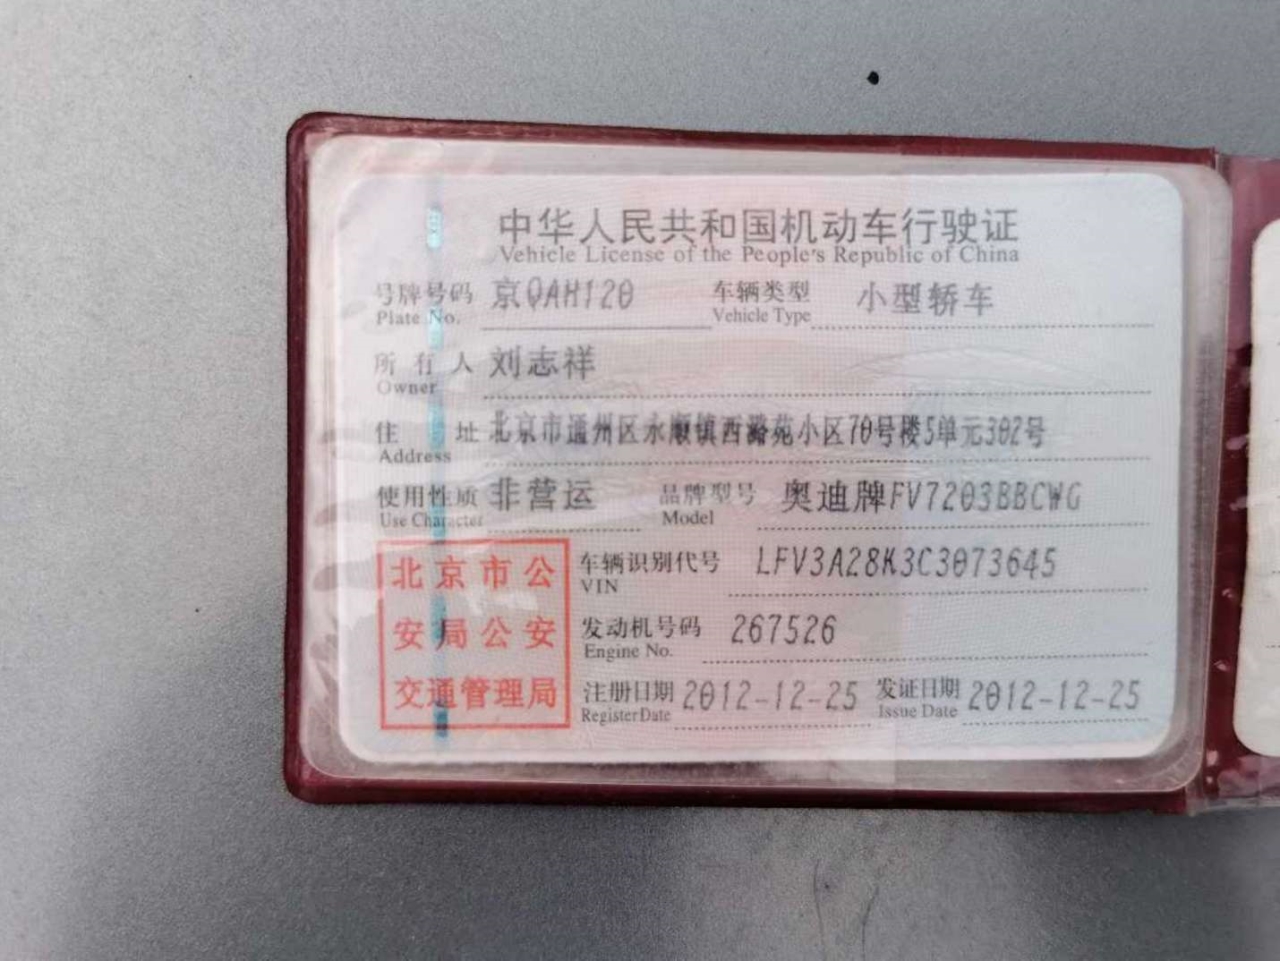 中华人民共和国机动车行驶证
Vehicle License of the People's Republic of China
号牌号码 京QAH120 车辆类型 小型轿车
Plate No. Vehicle Type
所有人 刘志祥
Owner
住址 北京市通州区永顺镇西潞苑小区70号楼5单元302号
Address
使用性质 非营运 品牌型号 奥迪牌FV7203BBCWG
Use Character Model
北京市公安局公安交通管理局
车辆识别代号 LFV3A28K3C3073645
VIN
发动机号码 267526
Engine No.
注册日期 2012-12-25 发证日期 2012-12-25
Register Date Issue Date